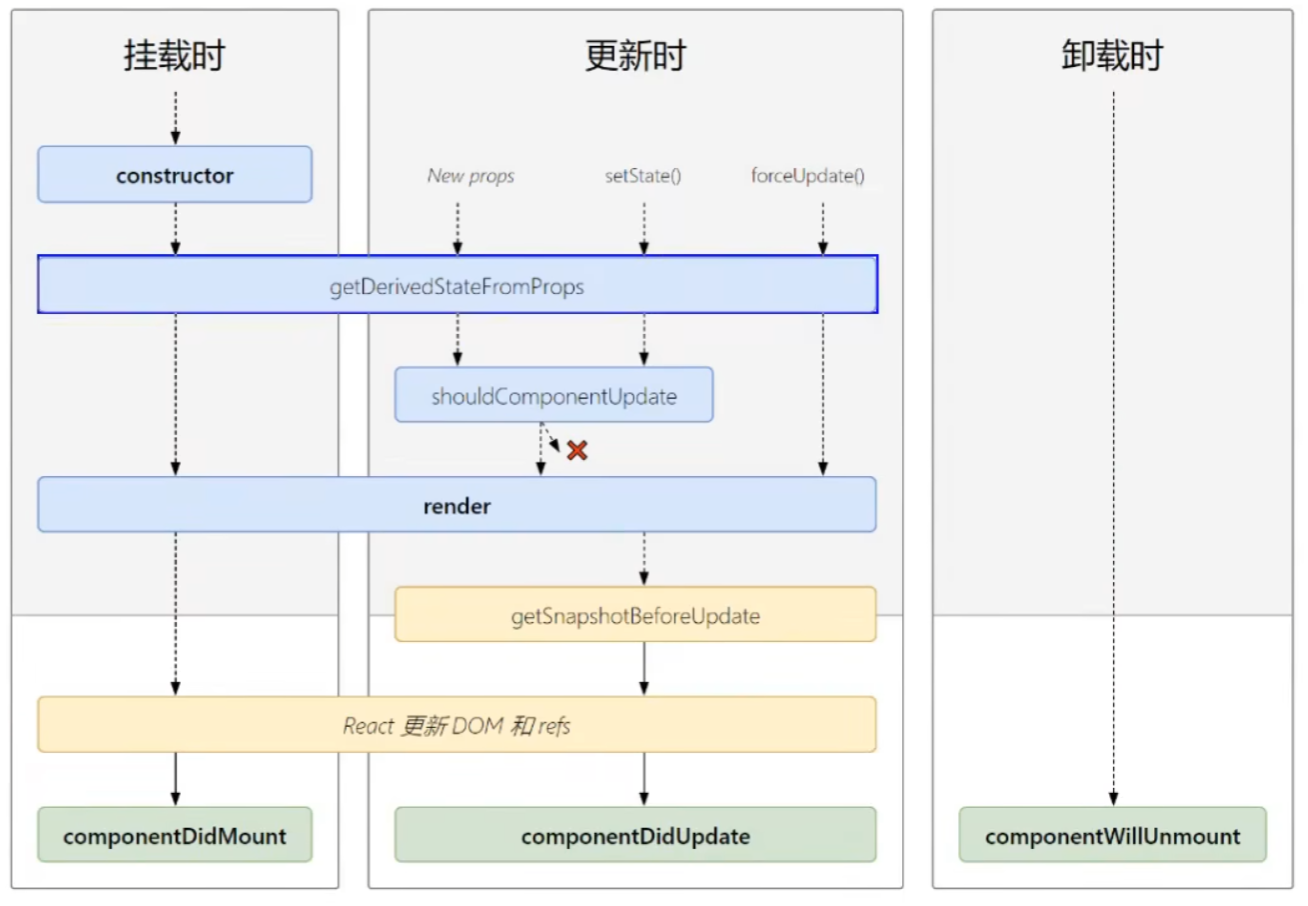 挂载时
更新时
卸载时
constructor
New props
setState()
forceUpdate()
getDerivedStateFromProps
shouldComponentUpdate
render
getSnapshotBeforeUpdate
React 更新 DOM 和 refs
componentDidMount
componentDidUpdate
componentWillUnmount